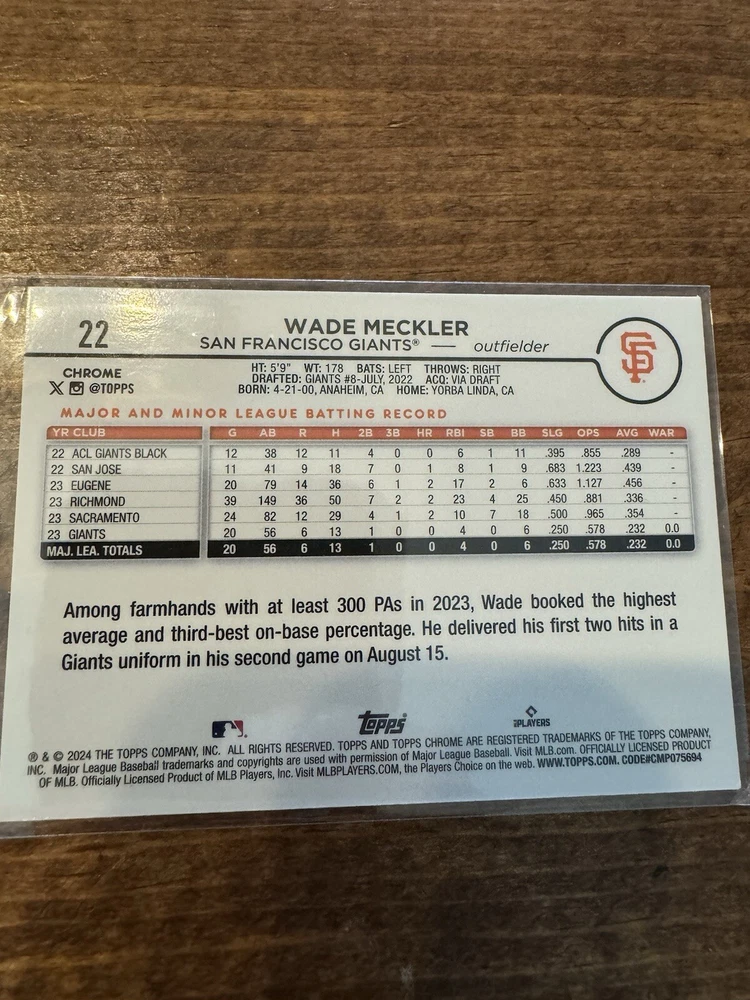 22
WADE MECKLER
SAN FRANCISCO GIANTS® — outfielder
SF
CHROME
X @TOPPS
HT: 5'9" WT: 178 BATS: LEFT THROWS: RIGHT
DRAFTED: GIANTS #8-JULY, 2022 ACQ: VIA DRAFT
BORN: 4-21-00, ANAHEIM, CA HOME: YORBA LINDA, CA
MAJOR AND MINOR LEAGUE BATTING RECORD
YR CLUB G AB R H 2B 3B HR RBI SB BB SLG OPS AVG WAR
22 ACL GIANTS BLACK 12 38 12 11 4 0 0 6 1 11 .395 .855 .289 -
22 SAN JOSE 11 41 9 18 7 0 1 8 1 9 .683 1.223 .439 -
23 EUGENE 20 79 14 36 6 1 2 17 2 6 .633 1.127 .456 -
23 RICHMOND 39 149 36 50 7 2 2 23 4 25 .450 .881 .336 -
23 SACRAMENTO 24 82 12 29 4 1 2 10 7 18 .500 .965 .354 -
23 GIANTS 20 56 6 13 1 0 0 4 0 6 .250 .578 .232 0.0
MAJ. LEA. TOTALS 20 56 6 13 1 0 0 4 0 6 .250 .578 .232 0.0
Among farmhands with at least 300 PAs in 2023, Wade booked the highest
average and third-best on-base percentage. He delivered his first two hits in a
Giants uniform in his second game on August 15.
topps
PLAYERS
® & © 2024 THE TOPPS COMPANY, INC. ALL RIGHTS RESERVED. TOPPS AND TOPPS CHROME ARE REGISTERED TRADEMARKS OF THE TOPPS COMPANY,
INC. Major League Baseball trademarks and copyrights are used with permission of Major League Baseball. Visit MLB.com. OFFICIALLY LICENSED PRODUCT
OF MLB. Officially Licensed Product of MLB Players, Inc. Visit MLBPLAYERS.COM, the Players Choice on the web. WWW.TOPPS.COM. CODE#CMP075694